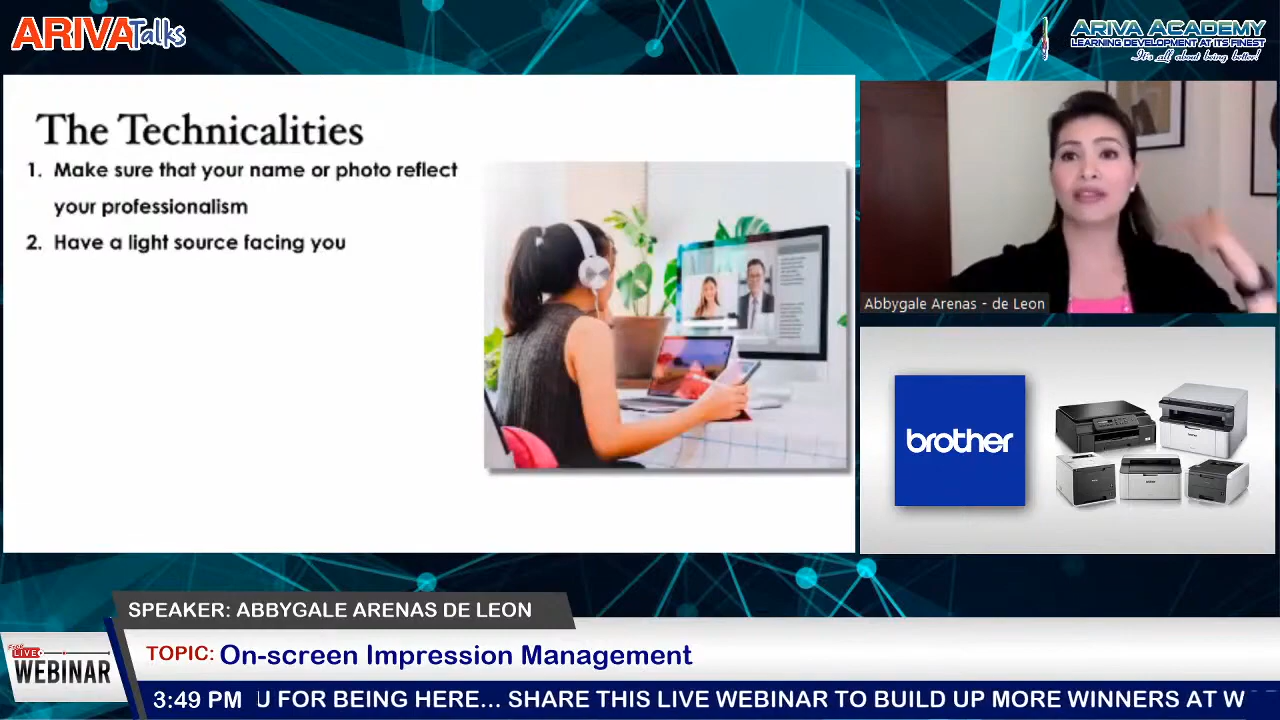 ARIVA Talks
ARIVA ACADEMY
LEARNING DEVELOPMENT AT ITS FINEST
It's all about being better!
The Technicalities
1. Make sure that your name or photo reflect
your professionalism
2. Have a light source facing you
Abbygale Arenas - de Leon
brother
SPEAKER: ABBYGALE ARENAS DE LEON
Free LIVE
WEBINAR
TOPIC: On-screen Impression Management
3:49 PM U FOR BEING HERE... SHARE THIS LIVE WEBINAR TO BUILD UP MORE WINNERS AT W